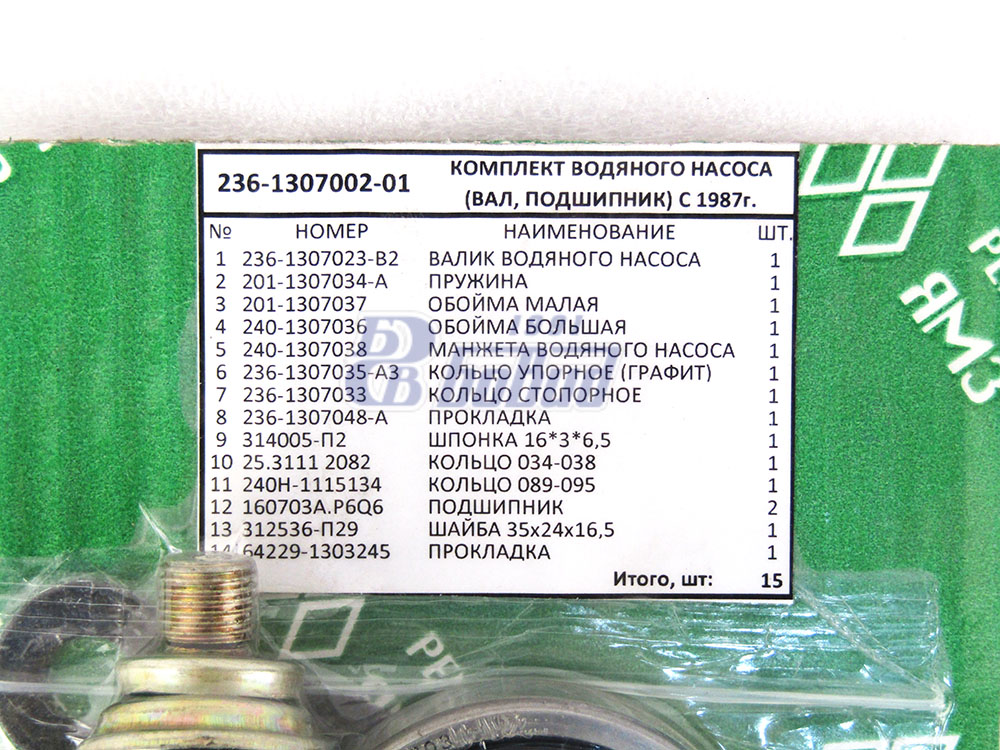 236-1307002-01
КОМПЛЕКТ ВОДЯНОГО НАСОСА
(ВАЛ, ПОДШИПНИК) С 1987г.
№ НОМЕР НАИМЕНОВАНИЕ ШТ.
1 236-1307023-В2 ВАЛИК ВОДЯНОГО НАСОСА 1
2 201-1307034-А ПРУЖИНА 1
3 201-1307037 ОБОЙМА МАЛАЯ 1
4 240-1307036 ОБОЙМА БОЛЬШАЯ 1
5 240-1307038 МАНЖЕТА ВОДЯНОГО НАСОСА 1
6 236-1307035-А3 КОЛЬЦО УПОРНОЕ (ГРАФИТ) 1
7 236-1307033 КОЛЬЦО СТОПОРНОЕ 1
8 236-1307048-А ПРОКЛАДКА 1
9 314005-П2 ШПОНКА 16*3*6,5 1
10 25.3111 2082 КОЛЬЦО 034-038 1
11 240Н-1115134 КОЛЬЦО 089-095 1
12 160703А.Р6Q6 ПОДШИПНИК 2
13 312536-П29 ШАЙБА 35х24х16,5 1
14 64229-1303245 ПРОКЛАДКА 1
Итого, шт: 15
ЯМЗ